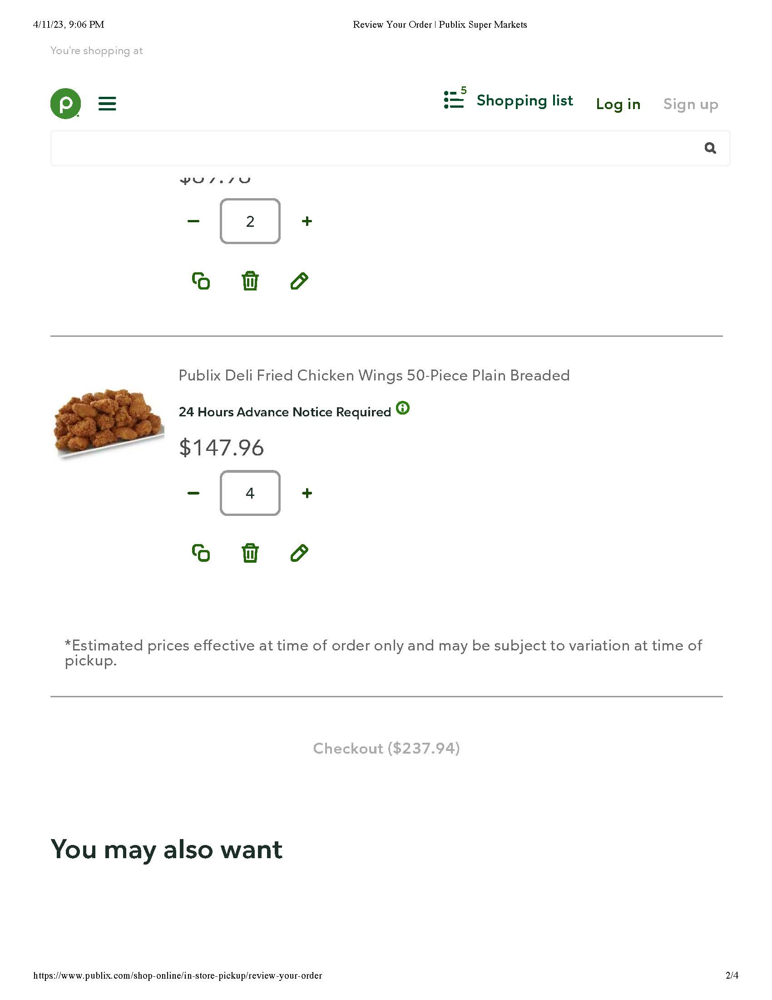 4/11/23, 9:06 PM
Review Your Order | Publix Super Markets
You're shopping at
5
Shopping list
Log in
Sign up
2
Publix Deli Fried Chicken Wings 50-Piece Plain Breaded
24 Hours Advance Notice Required
$147.96
4
*Estimated prices effective at time of order only and may be subject to variation at time of
pickup.
Checkout ($237.94)
You may also want
https://www.publix.com/shop-online/in-store-pickup/review-your-order
2/4